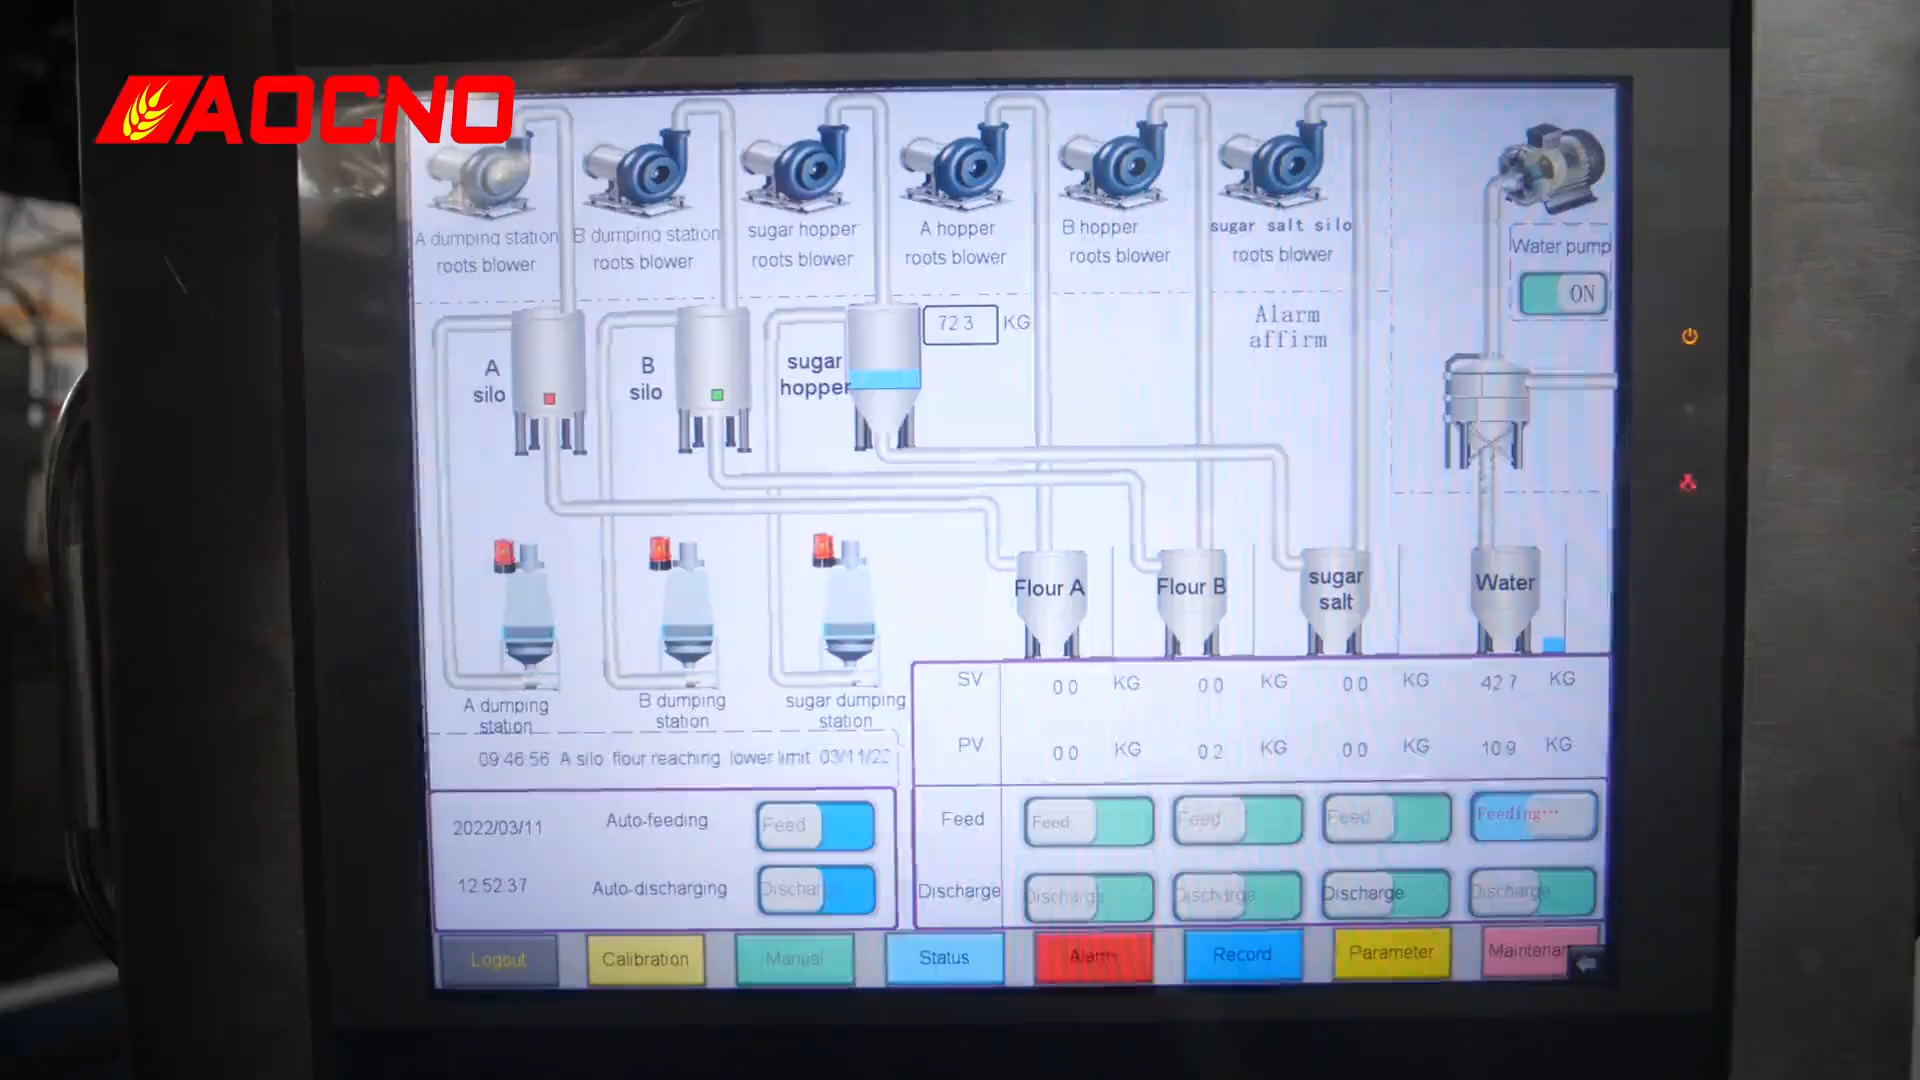 AOCNO
A dumping station
roots blower
B dumping station
roots blower
sugar hopper
roots blower
A hopper
roots blower
B hopper
roots blower
sugar salt silo
roots blower
Water pump
ON
A
silo
B
silo
sugar
hopper
72 3 KG
Alarm
affirm
Flour A
Flour B
sugar
salt
Water
A dumping
station
B dumping
station
sugar dumping
station
SV 0 0 KG 0 0 KG 0 0 KG 42 7 KG
PV 0 0 KG 0 2 KG 0 0 KG 10 9 KG
09:46:56 A silo flour reaching lower limit 03/11/22
2022/03/11 Auto-feeding Feed
12:52:37 Auto-discharging Discharge
Feed Feed Feed Feed Feeding...
Discharge Discharge Discharge Discharge Discharge
Logout Calibration Manual Status Alarm Record Parameter Maintenan